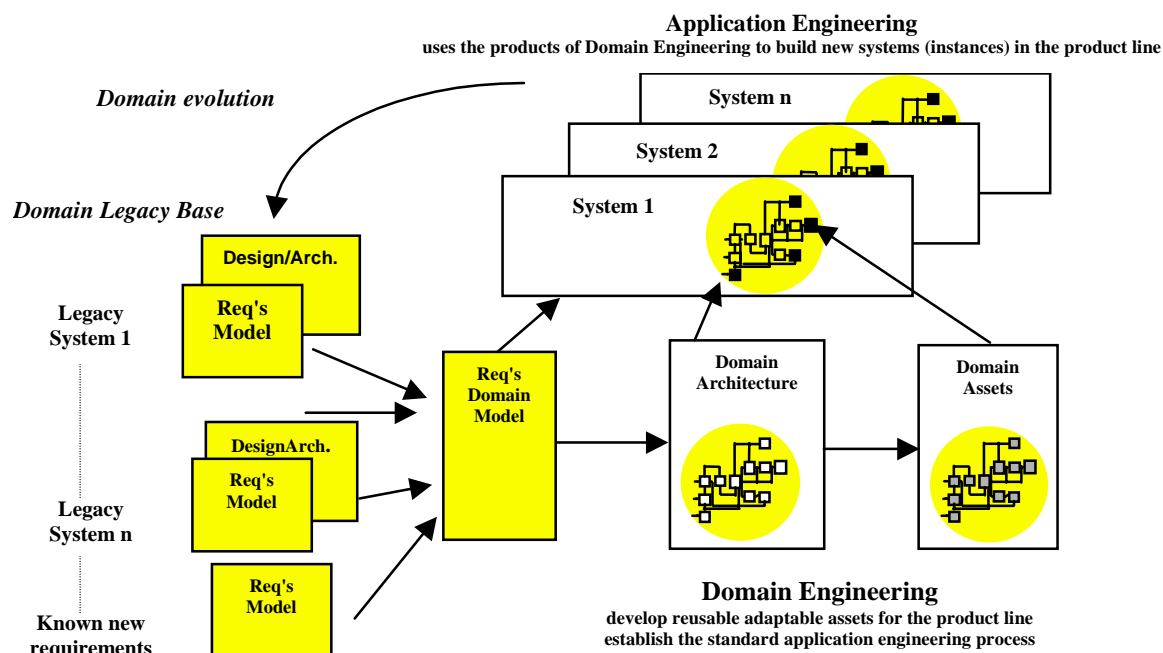 Application Engineering
uses the products of Domain Engineering to build new systems (instances) in the product line
Domain evolution
System n
System 2
System 1
Domain Legacy Base
Design/Arch.
Req's
Model
Legacy
System 1
Req's
Domain
Model
Domain
Architecture
Domain
Assets
DesignArch.
Req's
Model
Legacy
System n
Req's
Model
Known new
requirements
Domain Engineering
develop reusable adaptable assets for the product line
establish the standard application engineering process